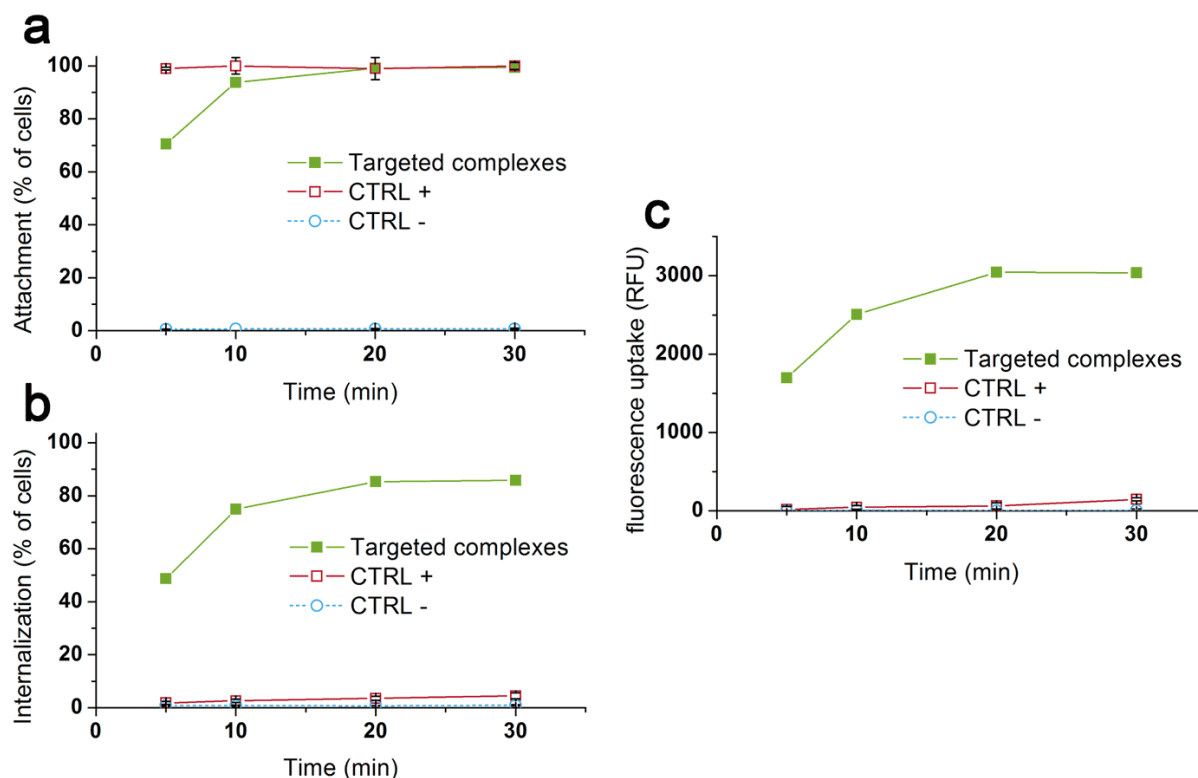 a
Attachment (% of cells)
100
80
60
40
20
0
Targeted complexes
CTRL +
CTRL -
0 10 20 30
Time (min)
b
Internalization (% of cells)
100
80
60
40
20
0
Targeted complexes
CTRL +
CTRL -
0 10 20 30
Time (min)
c
fluorescence uptake (RFU)
3000
2000
1000
0
Targeted complexes
CTRL +
CTRL -
0 10 20 30
Time (min)